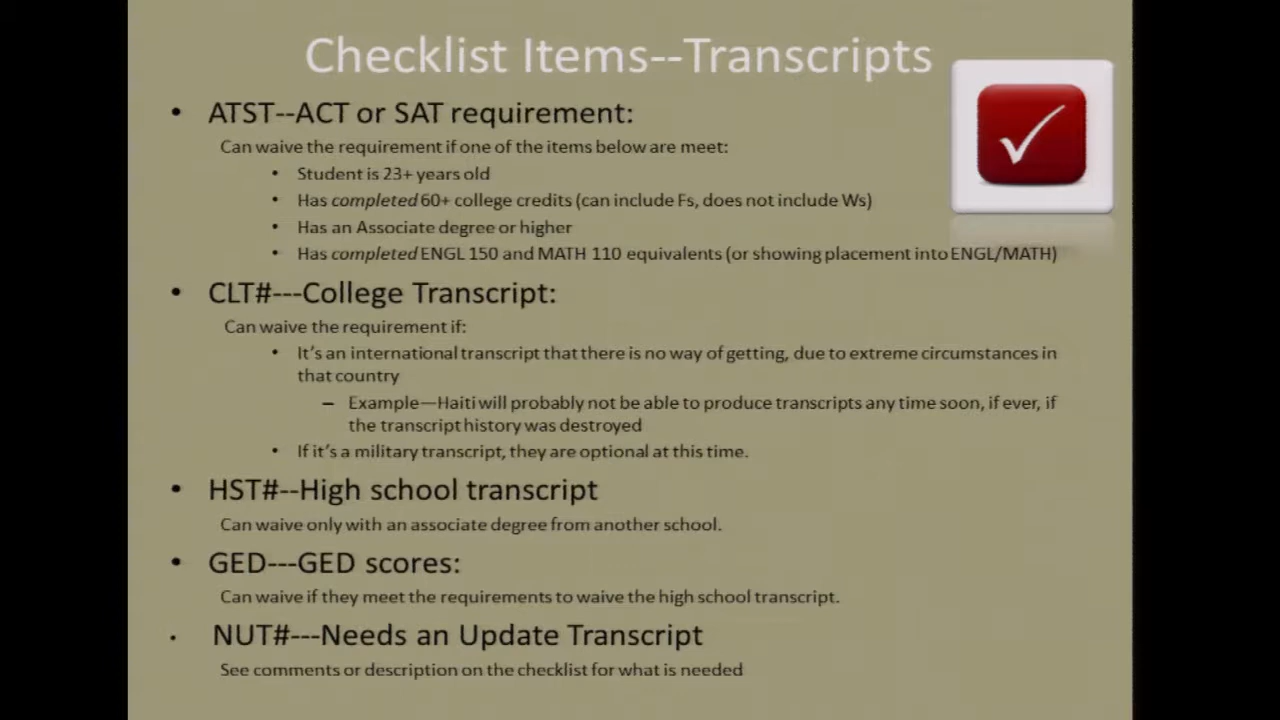 Checklist Items--Transcripts
• ATST--ACT or SAT requirement:
Can waive the requirement if one of the items below are meet:
• Student is 23+ years old
• Has completed 60+ college credits (can include Fs, does not include Ws)
• Has an Associate degree or higher
• Has completed ENGL 150 and MATH 110 equivalents (or showing placement into ENGL/MATH)
• CLT#---College Transcript:
Can waive the requirement if:
• It's an international transcript that there is no way of getting, due to extreme circumstances in
that country
– Example—Haiti will probably not be able to produce transcripts any time soon, if ever, if
the transcript history was destroyed
• If it's a military transcript, they are optional at this time.
• HST#--High school transcript
Can waive only with an associate degree from another school.
• GED---GED scores:
Can waive if they meet the requirements to waive the high school transcript.
• NUT#---Needs an Update Transcript
See comments or description on the checklist for what is needed